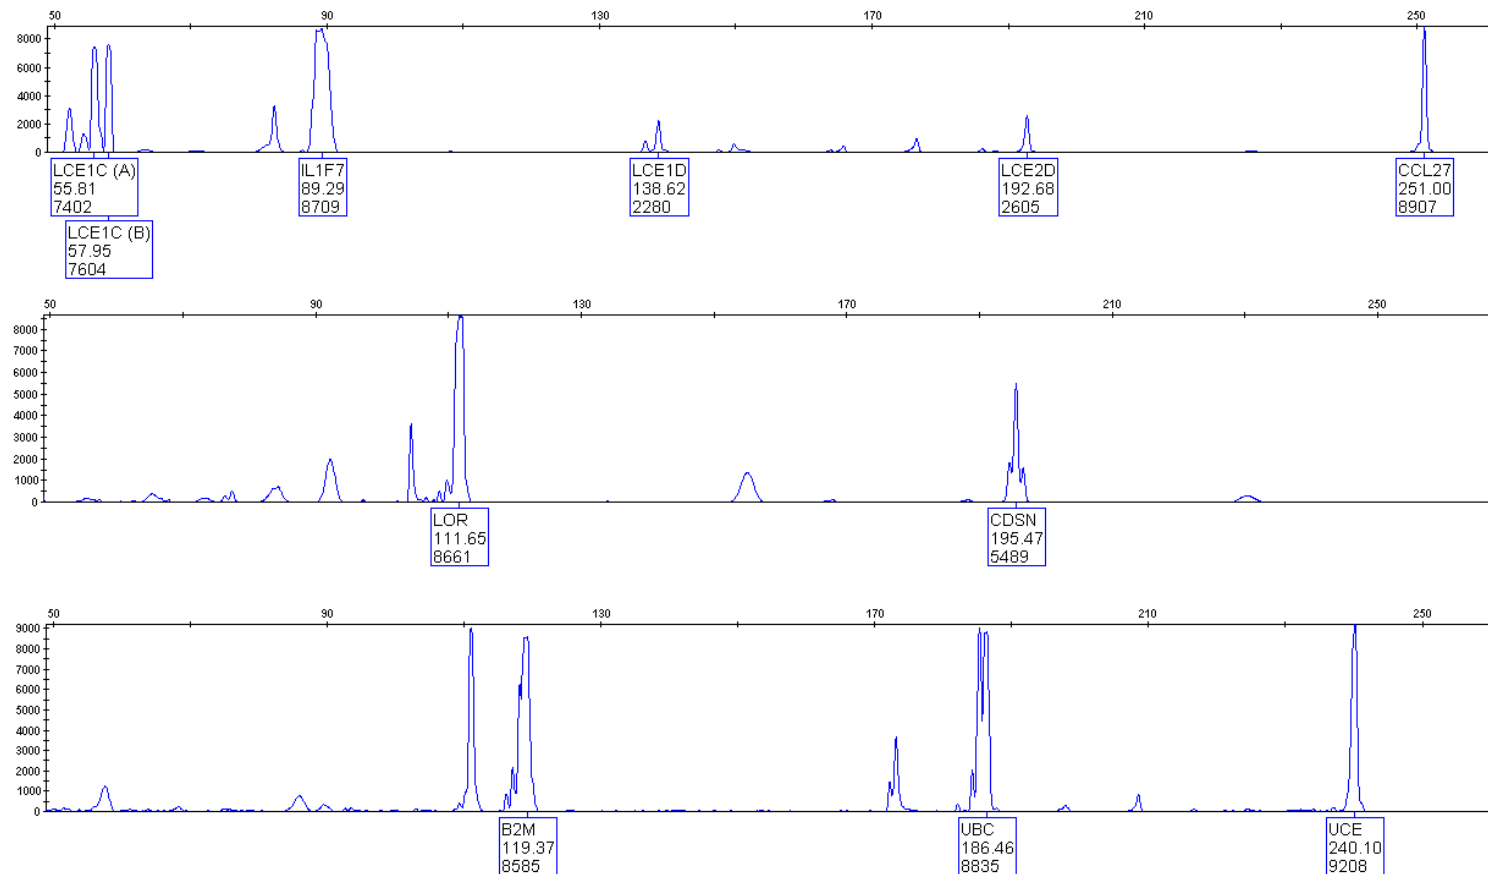 50 90 130 170 210 250
8000
6000
4000
2000
0
LCE1C (A) IL1F7 LCE1D LCE2D CCL27
55.81 89.29 138.62 192.68 251.00
7402 8709 2280 2605 8907
LCE1C (B)
57.95
7604
50 90 130 170 210 250
8000
7000
6000
5000
4000
3000
2000
1000
0
LOR CDSN
111.65 195.47
8661 5489
50 90 130 170 210 250
9000
8000
7000
6000
5000
4000
3000
2000
1000
0
B2M UBC UCE
119.37 186.46 240.10
8585 8835 9208